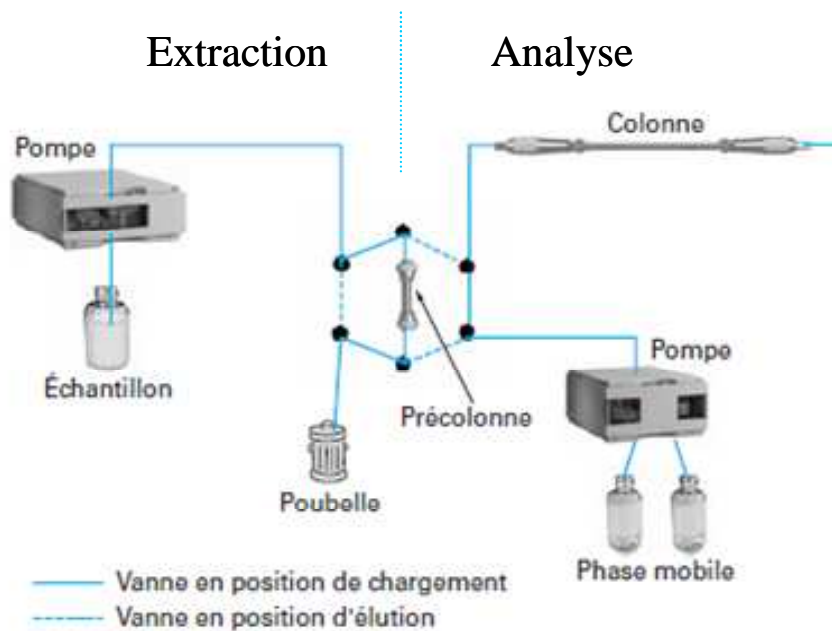 Extraction
Analyse
Colonne
Pompe
Échantillon
Pompe
Précolonne
Poubelle
Phase mobile
Vanne en position de chargement
Vanne en position d'élution